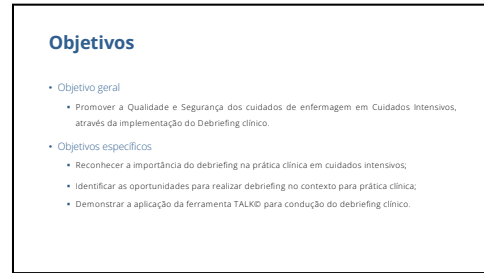 Objetivos
• Objetivo geral
▪ Promover a Qualidade e Segurança dos cuidados de enfermagem em Cuidados Intensivos,
através da implementação do Debriefing clínico.
• Objetivos específicos
▪ Reconhecer a importância do debriefing na prática clínica em cuidados intensivos;
▪ Identificar as oportunidades para realizar debriefing no contexto para prática clínica;
▪ Demonstrar a aplicação da ferramenta TALK© para condução do debriefing clínico.